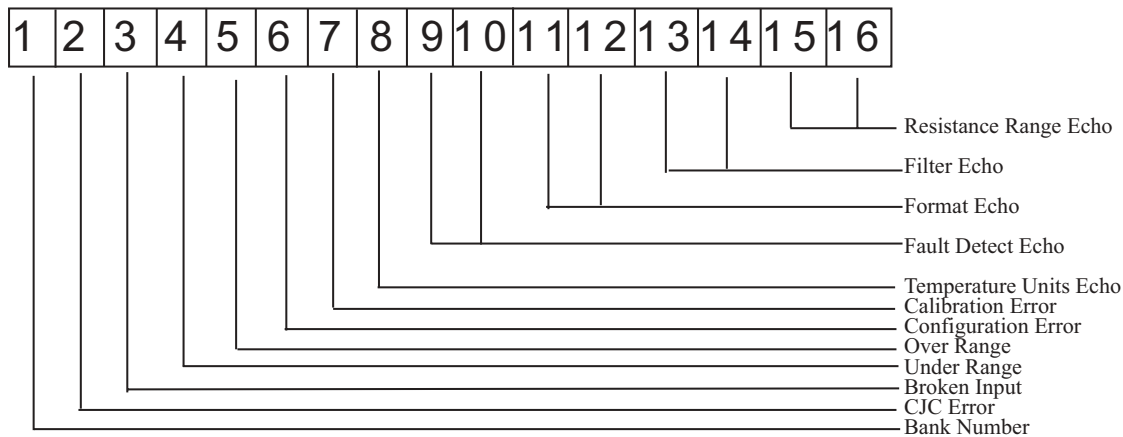 1 2 3 4 5 6 7 8 9 10 11 12 13 14 15 16
Resistance Range Echo
Filter Echo
Format Echo
Fault Detect Echo
Temperature Units Echo
Calibration Error
Configuration Error
Over Range
Under Range
Broken Input
CJC Error
Bank Number